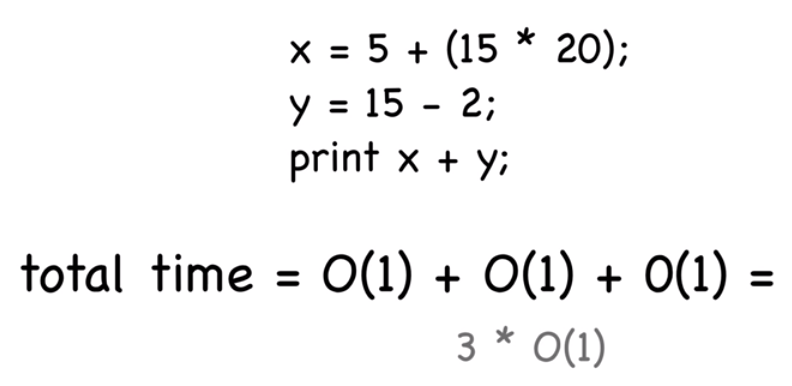 x = 5 + (15 * 20);
y = 15 - 2;
print x + y;
total time = O(1) + O(1) + O(1) =
3 * O(1)